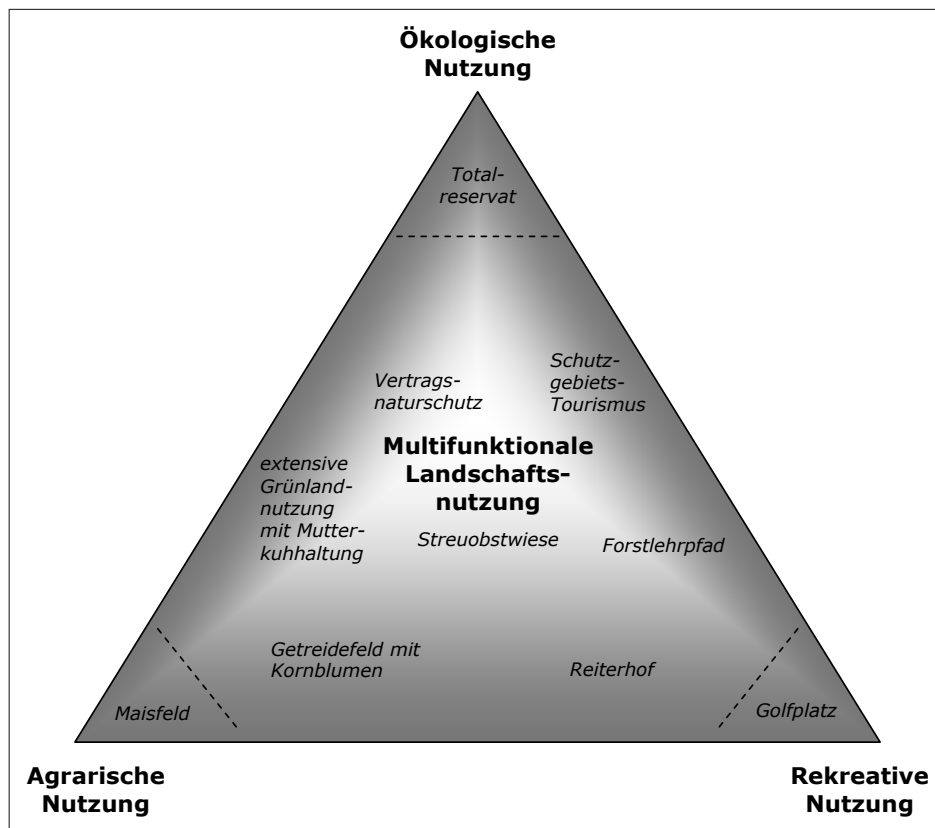 Ökologische
Nutzung
Total-
reservat
Schutz-
gebiets-
Tourismus
Vertrags-
naturschutz
Multifunktionale
Landschafts-
nutzung
extensive
Grünland-
nutzung
mit Mutter-
kuhhaltung
Streuobstwiese
Forstlehrpfad
Getreidefeld mit
Kornblumen
Reiterhof
Maisfeld
Golfplatz
Agrarische
Nutzung
Rekreative
Nutzung